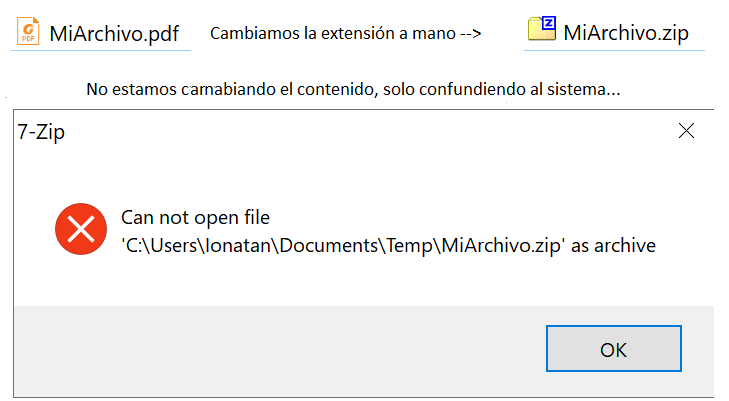 MiArchivo.pdf Cambiamos la extensión a mano --> MiArchivo.zip
No estamos camabiando el contenido, solo confundiendo al sistema...
7-Zip
Can not open file
'C:\Users\Ionatan\Documents\Temp\MiArchivo.zip' as archive
OK